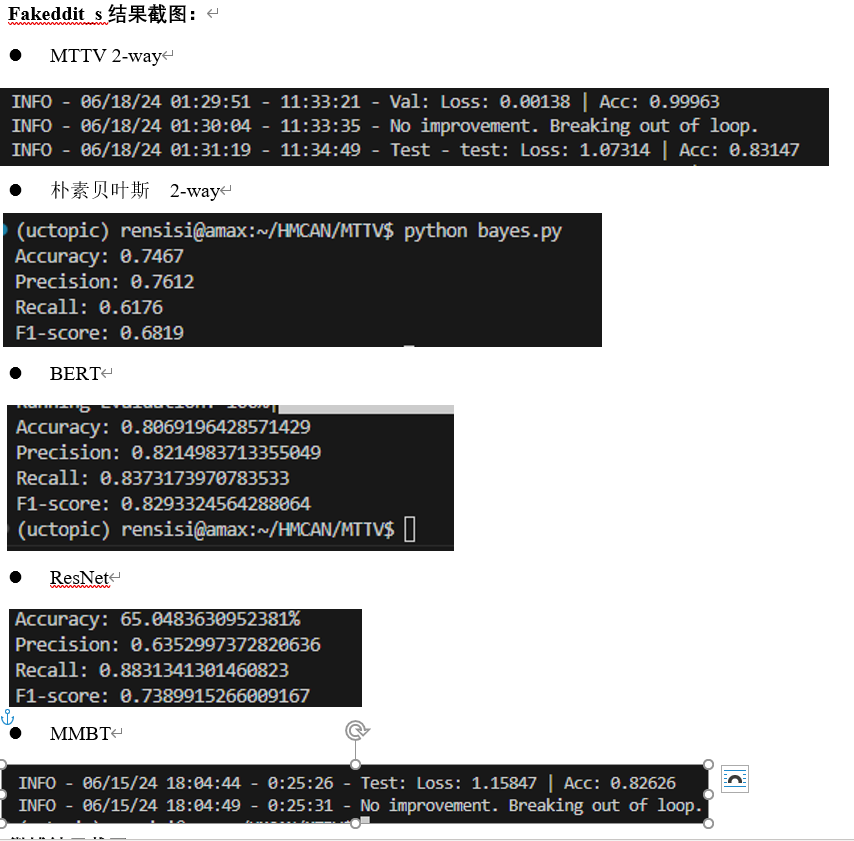 Fakeddit_s 结果截图：
● MTTV 2-way
INFO - 06/18/24 01:29:51 - 11:33:21 - Val: Loss: 0.00138 | Acc: 0.99963
INFO - 06/18/24 01:30:04 - 11:33:35 - No improvement. Breaking out of loop.
INFO - 06/18/24 01:31:19 - 11:34:49 - Test - test: Loss: 1.07314 | Acc: 0.83147
● 朴素贝叶斯 2-way
(uctopic) rensisi@amax:~/HMCAN/MTTV$ python bayes.py
Accuracy: 0.7467
Precision: 0.7612
Recall: 0.6176
F1-score: 0.6819
● BERT
Running Evaluation: 100%|
Accuracy: 0.8069196428571429
Precision: 0.8214983713355049
Recall: 0.8373173970783533
F1-score: 0.8293324564288064
(uctopic) rensisi@amax:~/HMCAN/MTTV$
● ResNet
Accuracy: 65.0483630952381%
Precision: 0.6352997372820636
Recall: 0.8831341301460823
F1-score: 0.7389915266009167
● MMBT
INFO - 06/15/24 18:04:44 - 0:25:26 - Test: Loss: 1.15847 | Acc: 0.82626
INFO - 06/15/24 18:04:49 - 0:25:31 - No improvement. Breaking out of loop.